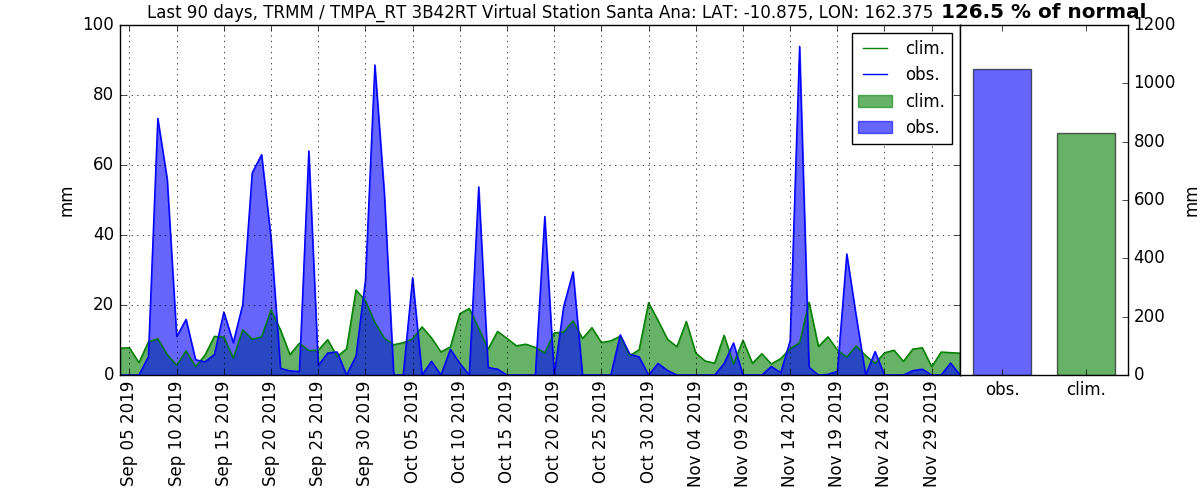 Last 90 days, TRMM / TMPA_RT 3B42RT Virtual Station Santa Ana: LAT: -10.875, LON: 162.375 126.5 % of normal
100
80
60
40
20
0
mm
clim.
obs.
clim.
obs.
1200
1000
800
600
400
200
0
mm
Sep 05 2019
Sep 10 2019
Sep 15 2019
Sep 20 2019
Sep 25 2019
Sep 30 2019
Oct 05 2019
Oct 10 2019
Oct 15 2019
Oct 20 2019
Oct 25 2019
Oct 30 2019
Nov 04 2019
Nov 09 2019
Nov 14 2019
Nov 19 2019
Nov 24 2019
Nov 29 2019
obs.
clim.